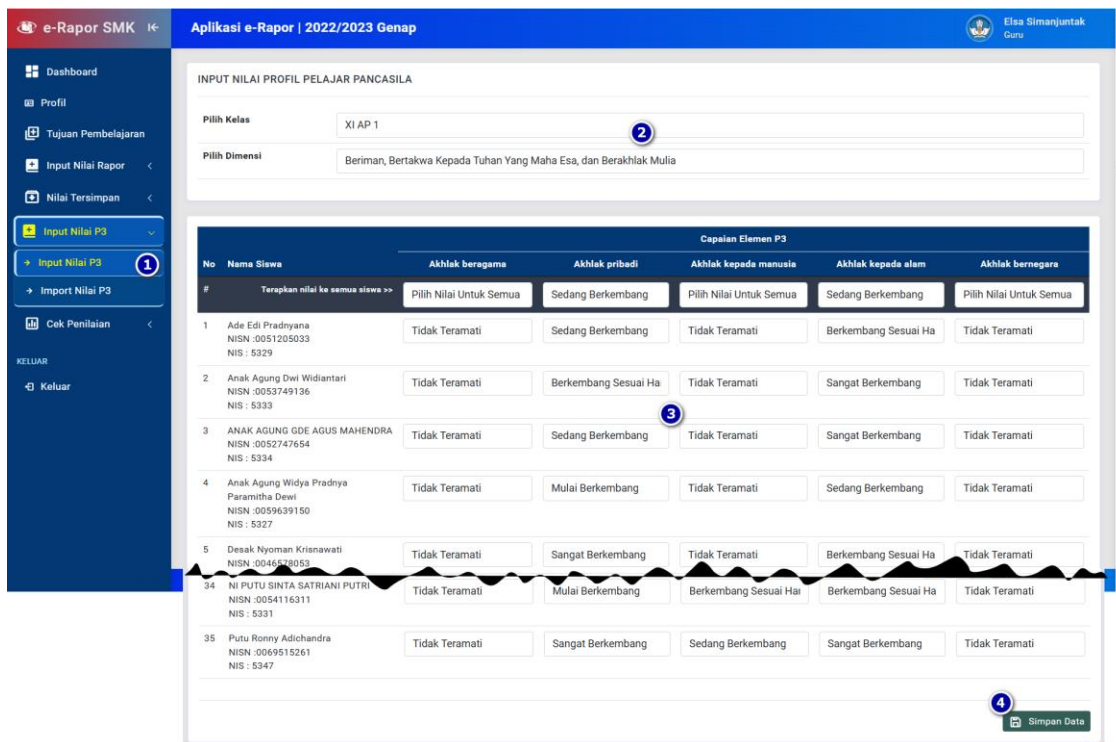 e-Rapor SMK
Aplikasi e-Rapor | 2022/2023 Genap
Elsa Simanjuntak
Guru
Dashboard
Profil
Tujuan Pembelajaran
Input Nilai Rapor
Nilai Tersimpan
Input Nilai P3
Input Nilai P3 1
Import Nilai P3
Cek Penilaian
KELUAR
Keluar
INPUT NILAI PROFIL PELAJAR PANCASILA
Pilih Kelas XI AP 1 2
Pilih Dimensi Beriman, Bertakwa Kepada Tuhan Yang Maha Esa, dan Berakhlak Mulia
Capaian Elemen P3
No Nama Siswa Akhlak beragama Akhlak pribadi Akhlak kepada manusia Akhlak kepada alam Akhlak bernegara
# Terapkan nilai ke semua siswa >> Pilih Nilai Untuk Semua Sedang Berkembang Pilih Nilai Untuk Semua Sedang Berkembang Pilih Nilai Untuk Semua
1 Ade Edi Pradnyana Tidak Teramati Sedang Berkembang Tidak Teramati Berkembang Sesuai Ha Tidak Teramati
NISN :0051205033
NIS : 5329
2 Anak Agung Dwi Widiantari Tidak Teramati Berkembang Sesuai Ha Tidak Teramati Sangat Berkembang Tidak Teramati
NISN :0053749136
NIS : 5333
3
3 ANAK AGUNG GDE AGUS MAHENDRA Tidak Teramati Sedang Berkembang Tidak Teramati Sangat Berkembang Tidak Teramati
NISN :0052747654
NIS : 5334
4 Anak Agung Widya Pradnya Tidak Teramati Mulai Berkembang Tidak Teramati Sedang Berkembang Tidak Teramati
Paramitha Dewi
NISN :0059639150
NIS : 5327
5 Desak Nyoman Krisnawati Tidak Teramati Sangat Berkembang Tidak Teramati Berkembang Sesuai Ha Tidak Teramati
NISN :0046578053
34 NI PUTU SINTA SATRIANI PUTRI Tidak Teramati Mulai Berkembang Berkembang Sesuai Har Berkembang Sesuai Ha Tidak Teramati
NISN :0054116311
NIS : 5331
35 Putu Ronny Adichandra Tidak Teramati Sangat Berkembang Sedang Berkembang Sangat Berkembang Tidak Teramati
NISN :0069515261
NIS : 5347
4
Simpan Data